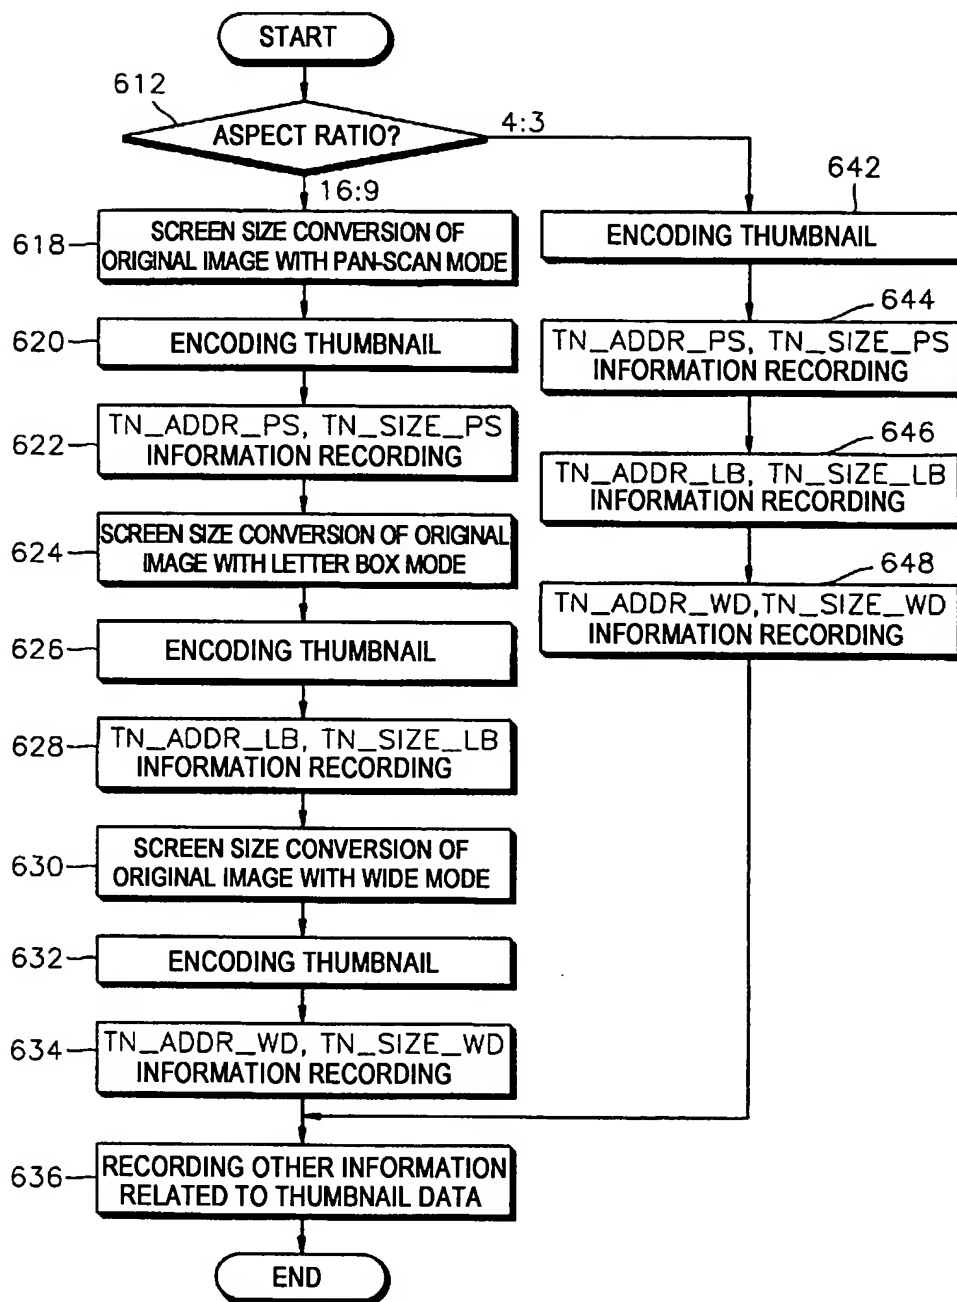 START
612
ASPECT RATIO?
4:3
16:9
618
SCREEN SIZE CONVERSION OF
ORIGINAL IMAGE WITH PAN-SCAN MODE
620
ENCODING THUMBNAIL
622
TN_ADDR_PS, TN_SIZE_PS
INFORMATION RECORDING
624
SCREEN SIZE CONVERSION OF ORIGINAL
IMAGE WITH LETTER BOX MODE
626
ENCODING THUMBNAIL
628
TN_ADDR_LB, TN_SIZE_LB
INFORMATION RECORDING
630
SCREEN SIZE CONVERSION OF
ORIGINAL IMAGE WITH WIDE MODE
632
ENCODING THUMBNAIL
634
TN_ADDR_WD, TN_SIZE_WD
INFORMATION RECORDING
642
ENCODING THUMBNAIL
644
TN_ADDR_PS, TN_SIZE_PS
INFORMATION RECORDING
646
TN_ADDR_LB, TN_SIZE_LB
INFORMATION RECORDING
648
TN_ADDR_WD,TN_SIZE_WD
INFORMATION RECORDING
636
RECORDING OTHER INFORMATION
RELATED TO THUMBNAIL DATA
END